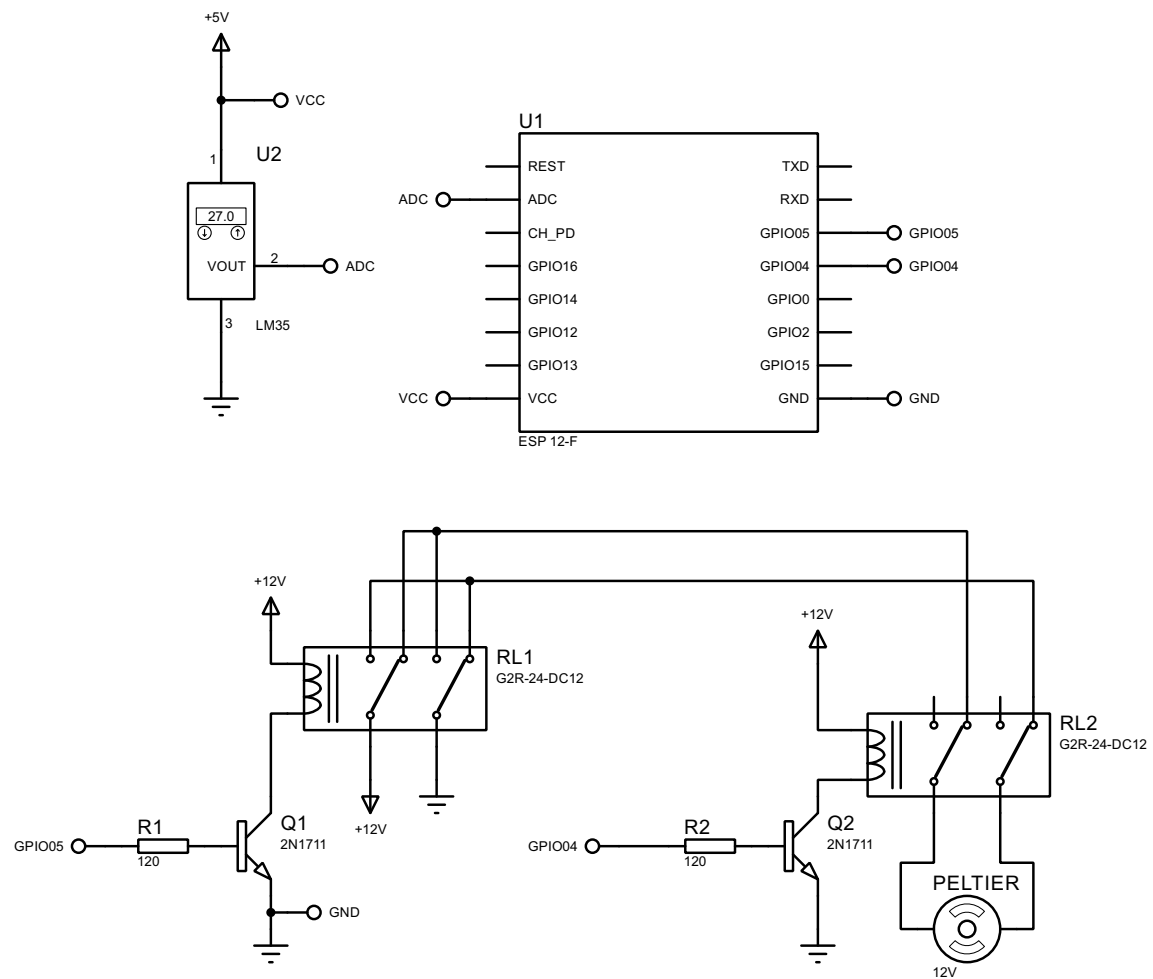 +5V
VCC
1
U2
27.0
VOUT
2
ADC
3
LM35
U1
REST
TXD
ADC
ADC
RXD
CH_PD
GPIO05
GPIO05
GPIO16
GPIO04
GPIO04
GPIO14
GPIO0
GPIO12
GPIO2
GPIO13
GPIO15
VCC
VCC
GND
GND
ESP 12-F
+12V
RL1
G2R-24-DC12
+12V
GPIO05
R1
120
Q1
2N1711
GND
+12V
RL2
G2R-24-DC12
GPIO04
R2
120
Q2
2N1711
PELTIER
12V